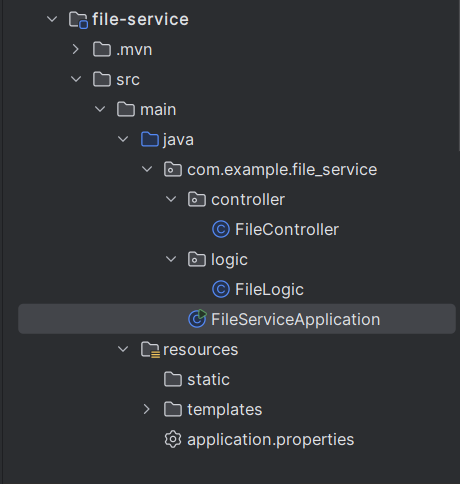 file-service
.mvn
src
main
java
com.example.file_service
controller
FileController
logic
FileLogic
FileServiceApplication
resources
static
templates
application.properties